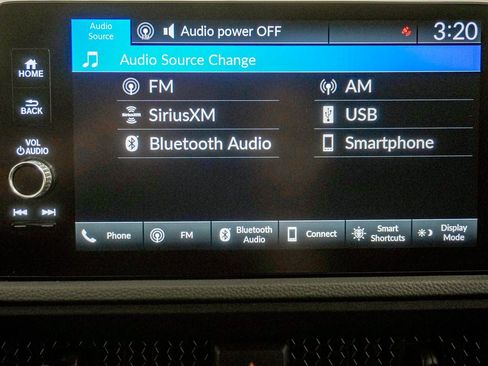 Audio
Source
Audio power OFF
3:20
Audio Source Change
HOME
BACK
VOL
AUDIO
FM
AM
SiriusXM
SiriusXM
USB
Bluetooth Audio
Smartphone
Phone
FM
Bluetooth
Audio
Connect
Smart
Shortcuts
Display
Mode